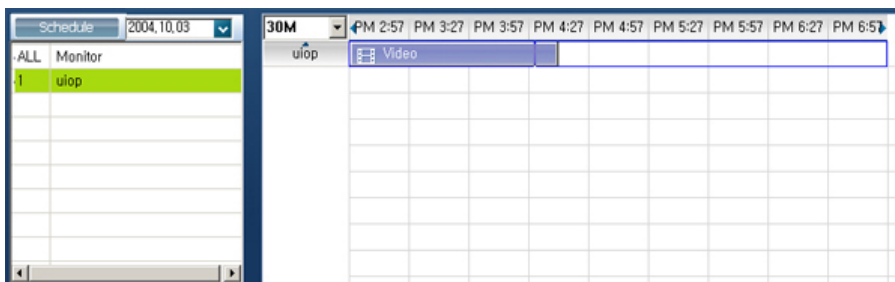 Schedule 2004,10,03 30M PM 2:57 PM 3:27 PM 3:57 PM 4:27 PM 4:57 PM 5:27 PM 5:57 PM 6:27 PM 6:57
ALL Monitor uiop Video
1 uiop